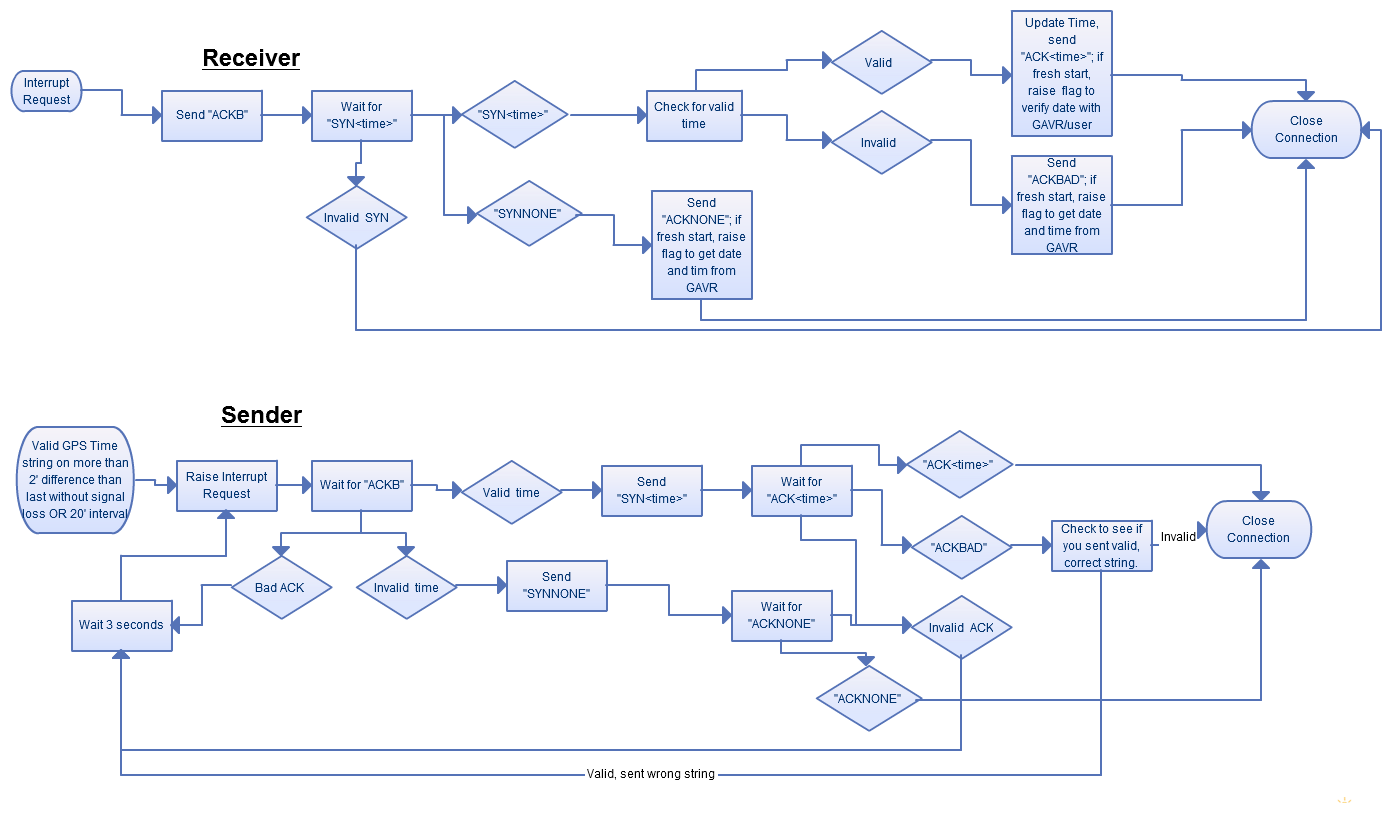 Receiver
Interrupt
Request
Send "ACKB"
Wait for
"SYN<time>"
"SYN<time>"
Check for valid
time
Valid
Update Time,
send
"ACK<time>"; if
fresh start,
raise flag to
verify date with
GAVR/user
Close
Connection
Invalid
Send
"ACKBAD"; if
fresh start, raise
flag to get date
and time from
GAVR
Invalid SYN
"SYNNONE"
Send
"ACKNONE"; if
fresh start, raise
flag to get date
and tim from
GAVR
Sender
Valid GPS Time
string on more than
2' difference than
last without signal
loss OR 20' interval
Raise Interrupt
Request
Wait for "ACKB"
Valid time
Send
"SYN<time>"
Wait for
"ACK<time>"
"ACK<time>"
"ACKBAD"
Check to see if
you sent valid,
correct string.
Invalid
Close
Connection
Bad ACK
Invalid time
Send
"SYNNONE"
Wait for
"ACKNONE"
Invalid ACK
Wait 3 seconds
"ACKNONE"
Valid, sent wrong string